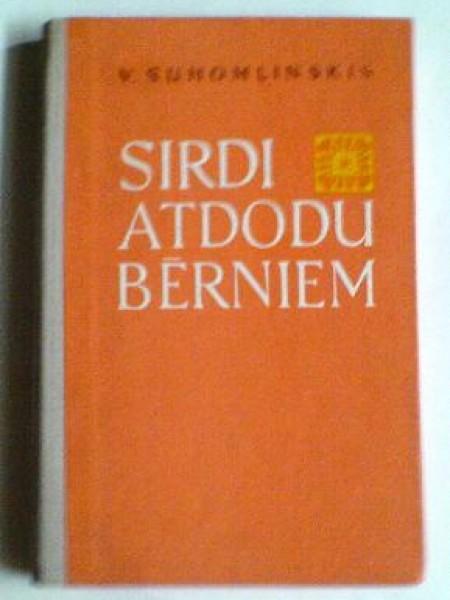 V. SUHOMLINSKIS
SIRDI
ATDODU
BĒRNIEM